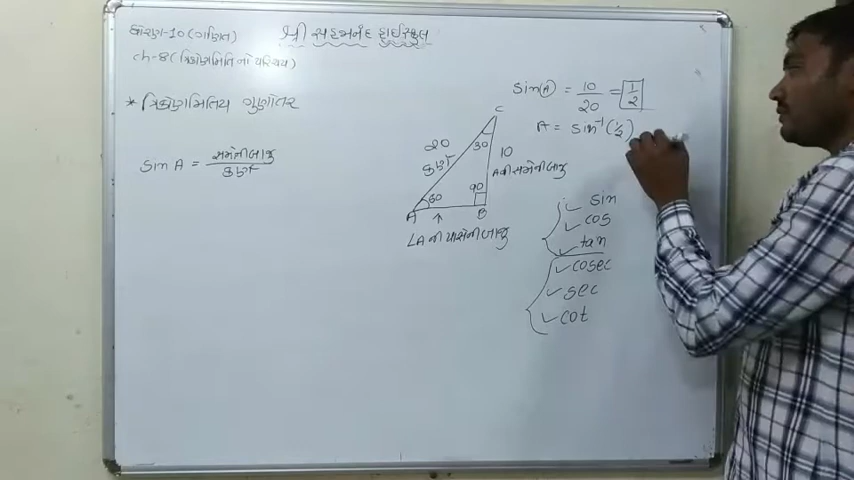 ધોરણ-10 (ગણિત)
શ્રી સહજાનંદ હાઈસ્કૂલ
ch-8 (ત્રિકોણમિતિનો પરિચય)
* ત્રિકોણમિતિય ગુણોત્તર
sin A = સામેની બાજુ / કર્ણ
C
30
20
કર્ણ
10
Aની સામેની બાજુ
60
90
A
B
∠A ની પાસેની બાજુ
sin A = 10/20 = 1/2
A = sin⁻¹(1/2)
sin
cos
tan
cosec
sec
cot